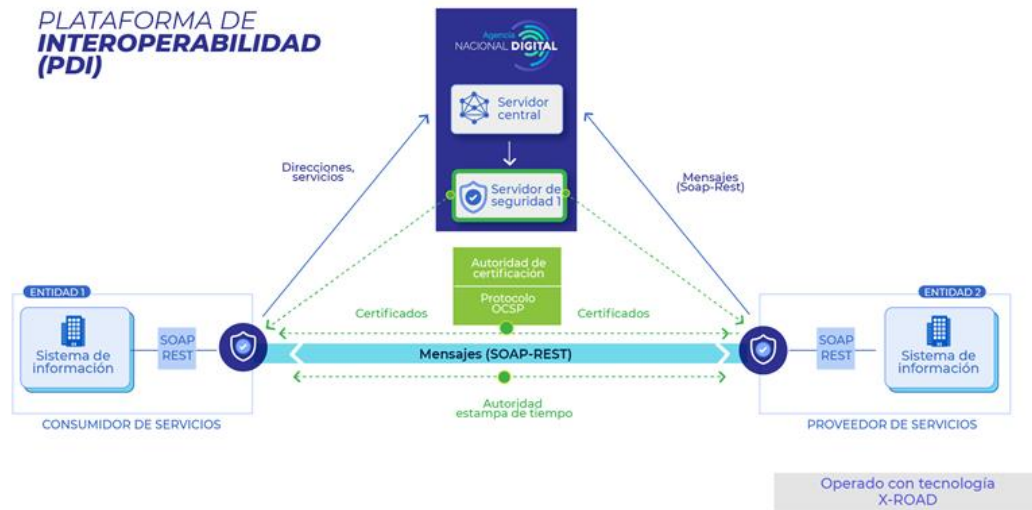 PLATAFORMA DE
INTEROPERABILIDAD
(PDI)
Agencia
NACIONAL DIGITAL
Servidor
central
Servidor de
seguridad 1
Direcciones,
servicios
Mensajes
(Soap-Rest)
Autoridad de
certificación
Protocolo
OCSP
Certificados
Certificados
ENTIDAD 1
Sistema de
información
SOAP
REST
CONSUMIDOR DE SERVICIOS
Mensajes (SOAP-REST)
Autoridad
estampa de tiempo
ENTIDAD 2
SOAP
REST
Sistema de
información
PROVEEDOR DE SERVICIOS
Operado con tecnología
X-ROAD